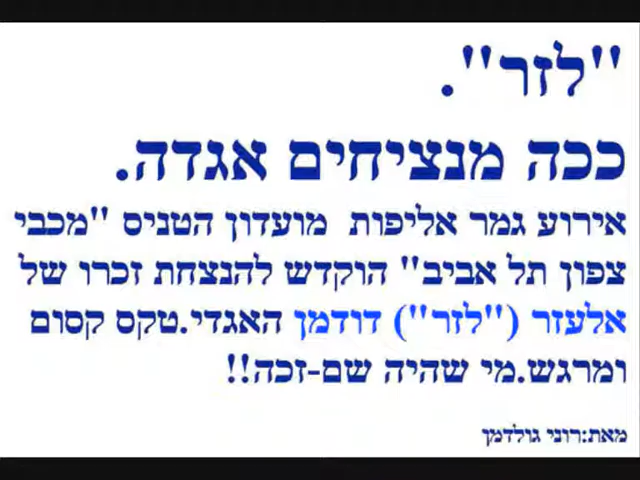 "לזר".
ככה מנציחים אגדה.
אירוע גמר אליפות מועדון הטניס "מכבי
צפון תל אביב" הוקדש להנצחת זכרו של
אלעזר ("לזר") דודמן האגדי.טקס קסום
ומרגש.מי שהיה שם-זכה!!
מאת:רוני גולדמן